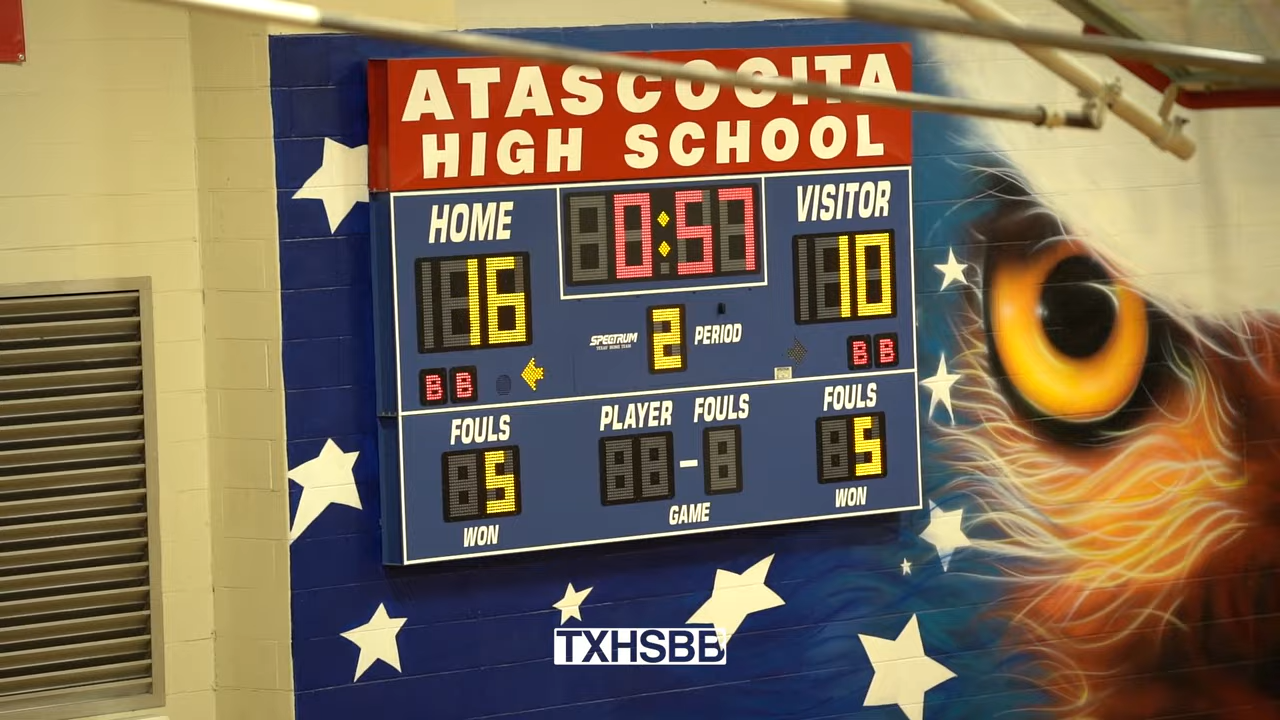 ATASCOCITA
HIGH SCHOOL
HOME
0:57
VISITOR
16
10
SPECTRUM
2
PERIOD
B B
B B
FOULS
PLAYER
FOULS
FOULS
5
-
5
WON
GAME
WON
TXHSBB